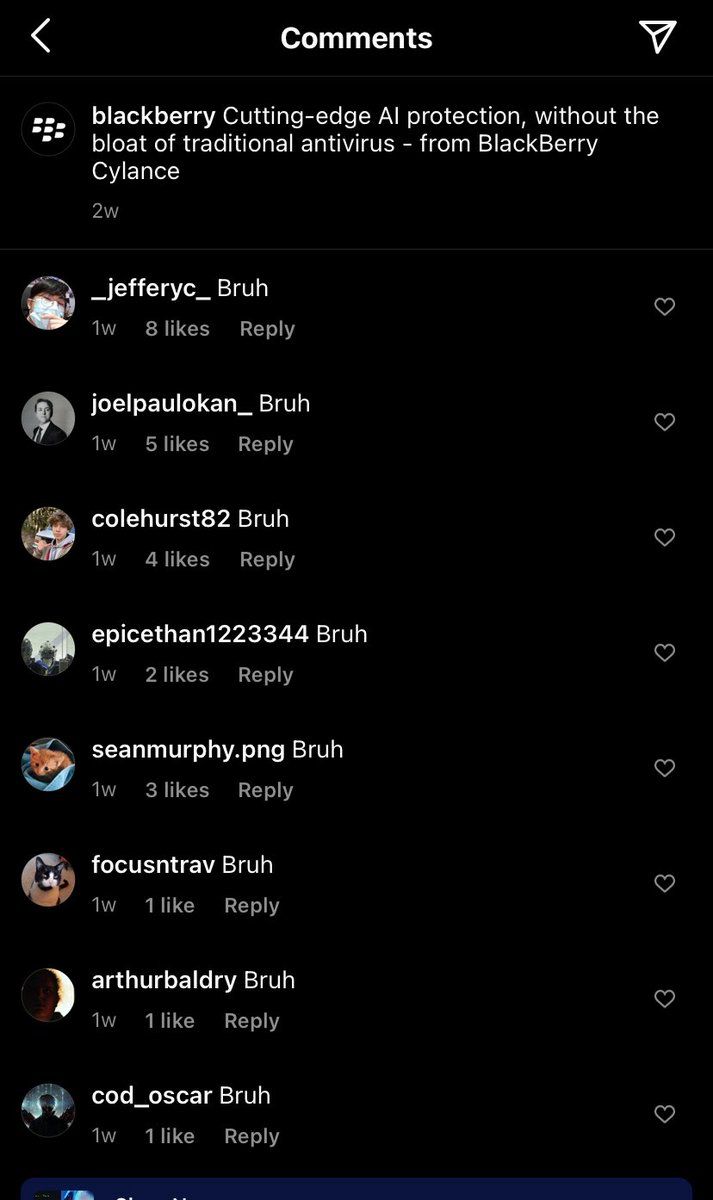 Comments
blackberry Cutting-edge AI protection, without the
bloat of traditional antivirus - from BlackBerry
Cylance
2w
_jefferyc_ Bruh
1w 8 likes Reply
joelpaulokan_ Bruh
1w 5 likes Reply
colehurst82 Bruh
1w 4 likes Reply
epicethan1223344 Bruh
1w 2 likes Reply
seanmurphy.png Bruh
1w 3 likes Reply
focusntrav Bruh
1w 1 like Reply
arthurbaldry Bruh
1w 1 like Reply
cod_oscar Bruh
1w 1 like Reply